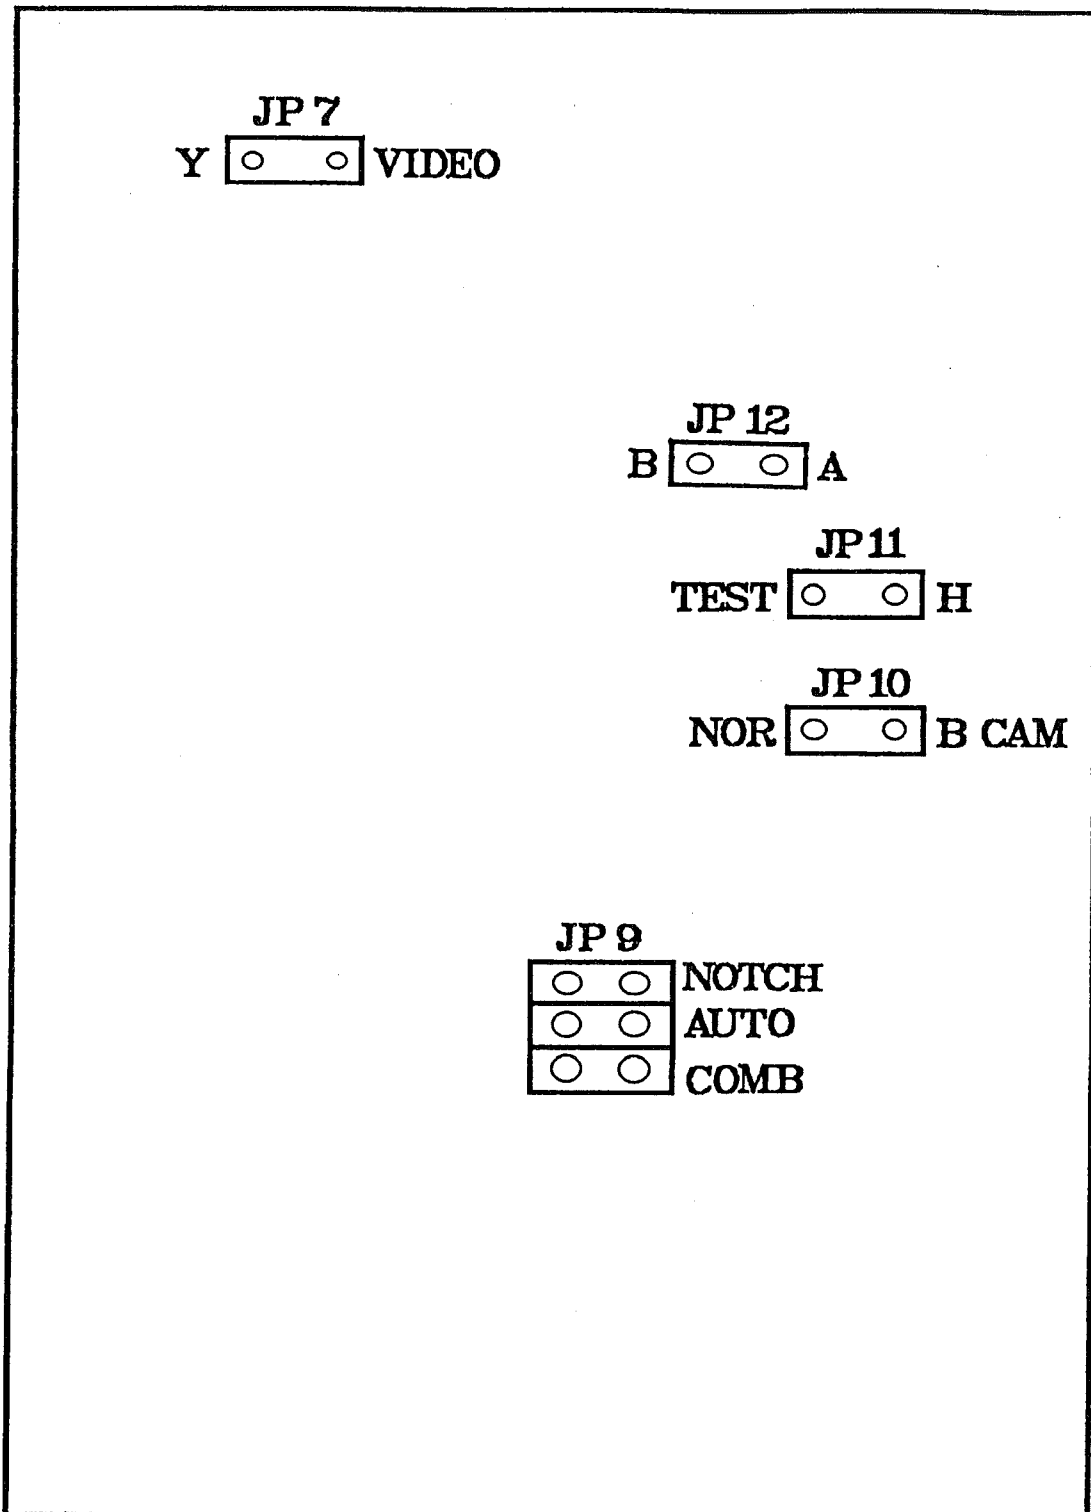 JP 7
Y VIDEO
JP 12
B A
JP 11
TEST H
JP 10
NOR B CAM
JP 9
NOTCH
AUTO
COMB